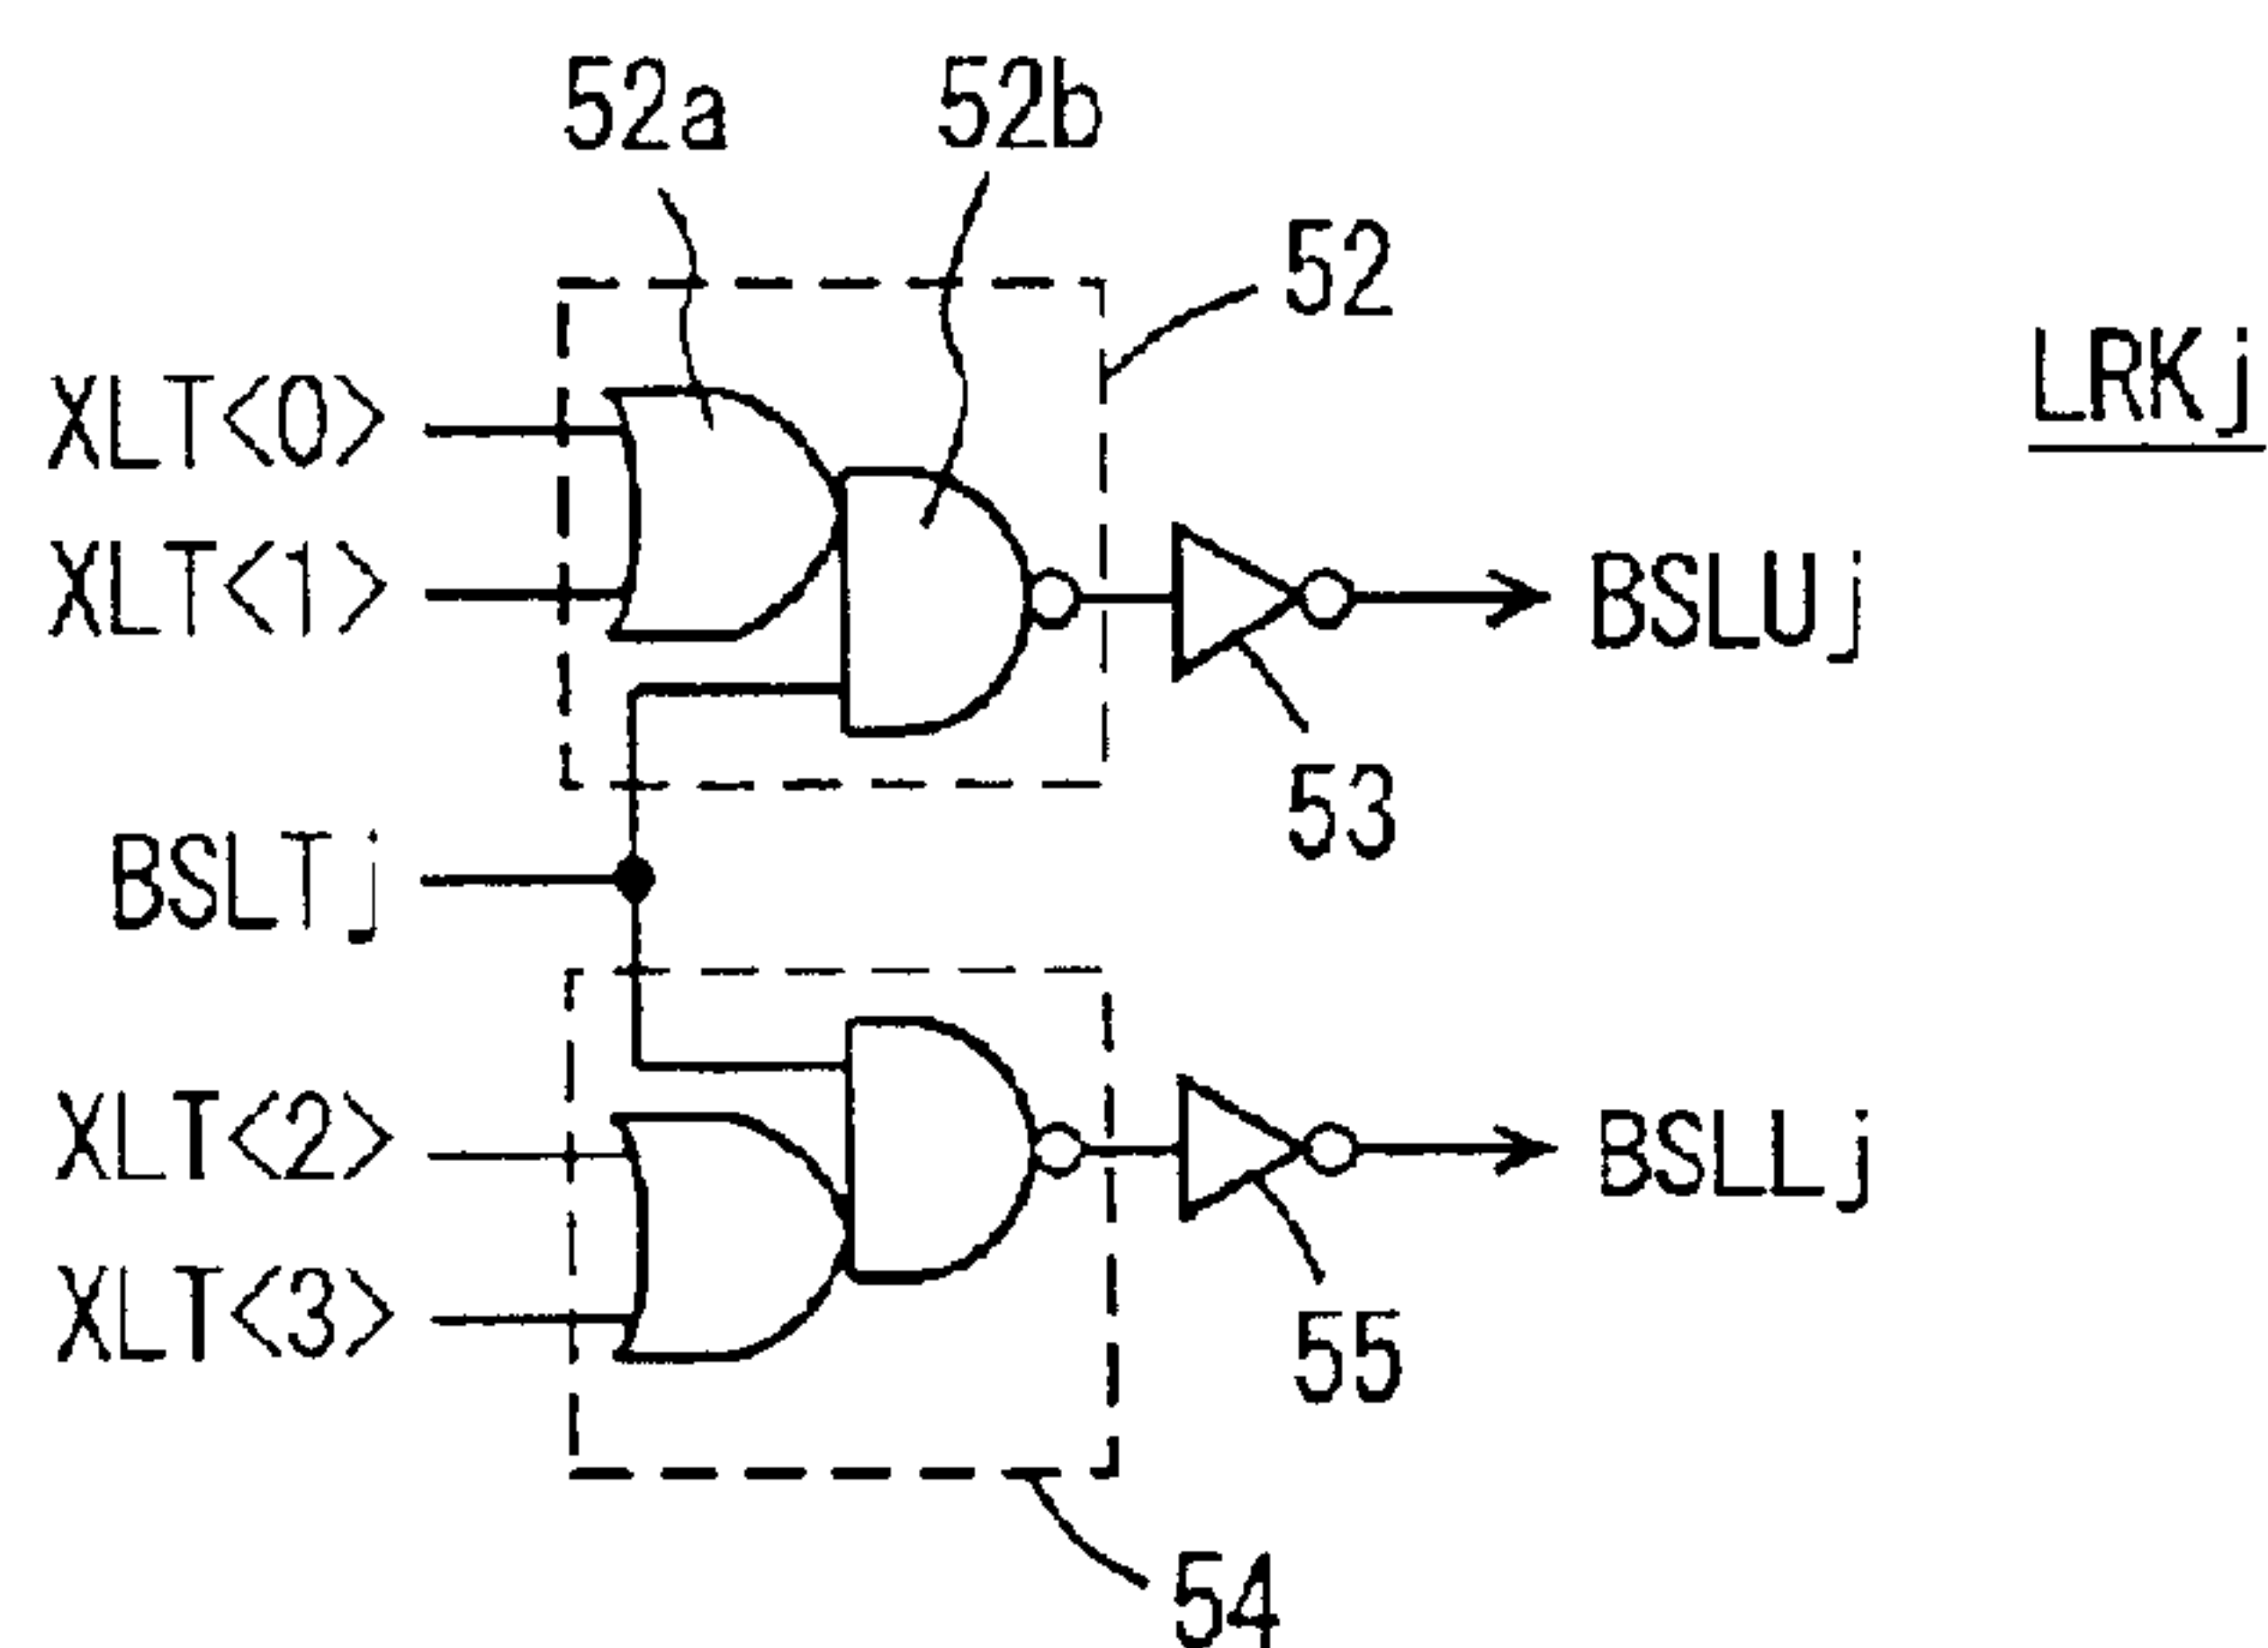 52a
52b
52
LRKj
XLT<0>
XLT<1>
BSLUj
53
BSLTj
XLT<2>
BSLLj
XLT<3>
55
54